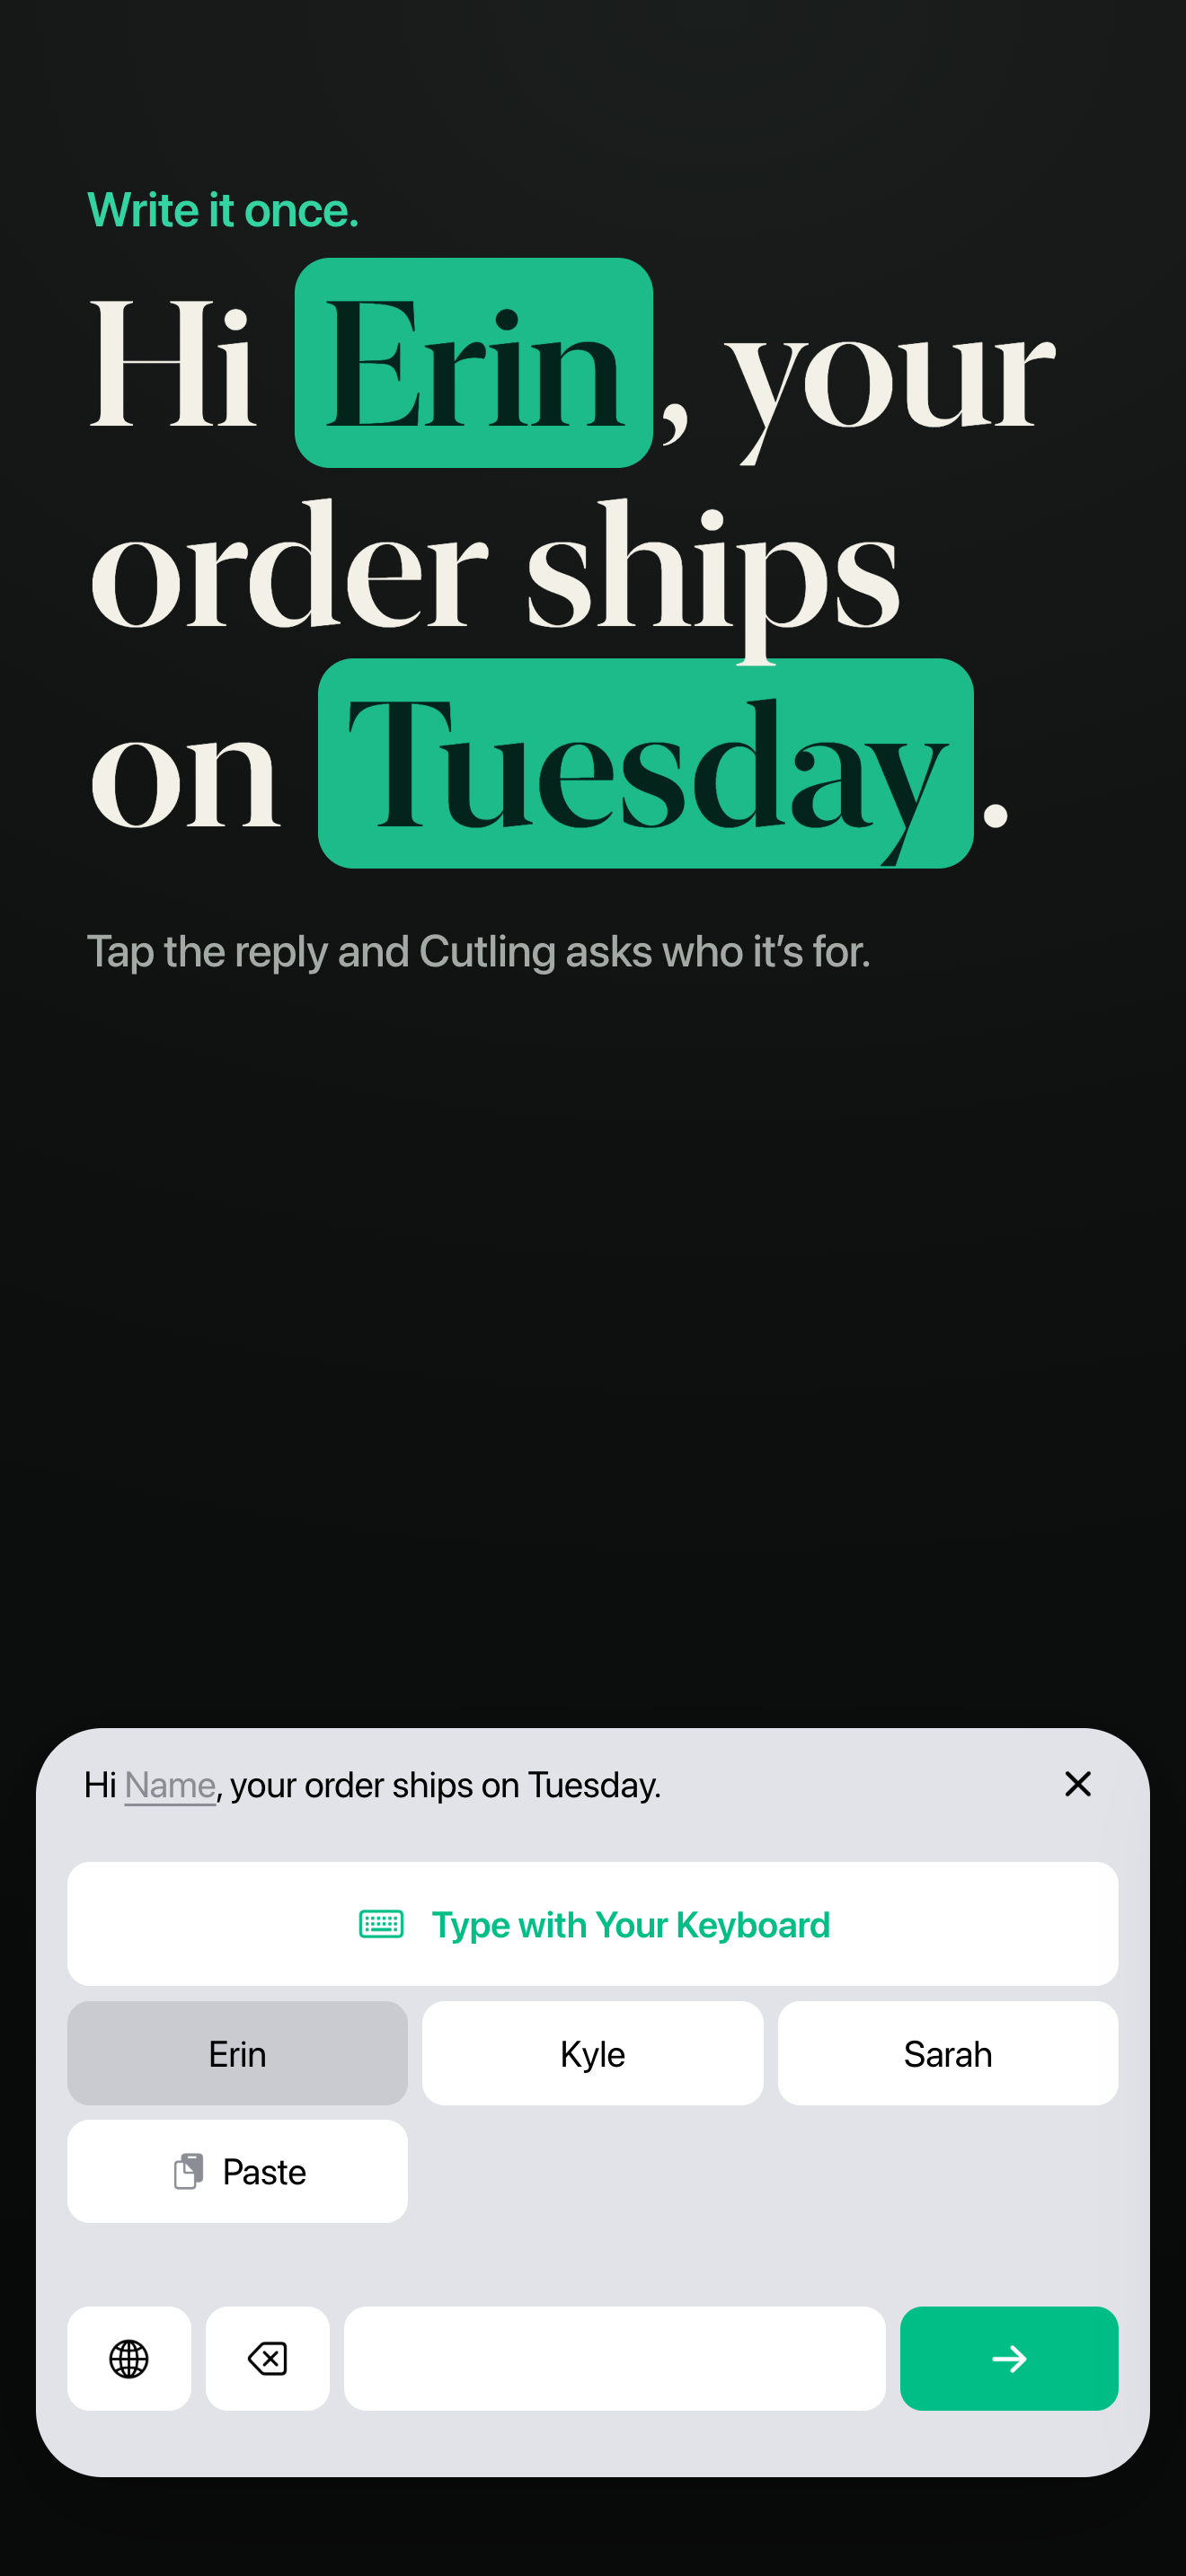 Write it once.
Hi Erin, your
order ships
on Tuesday.
Tap the reply and Cutling asks who it’s for.
Hi Name, your order ships on Tuesday.
Type with Your Keyboard
Erin
Kyle
Sarah
Paste